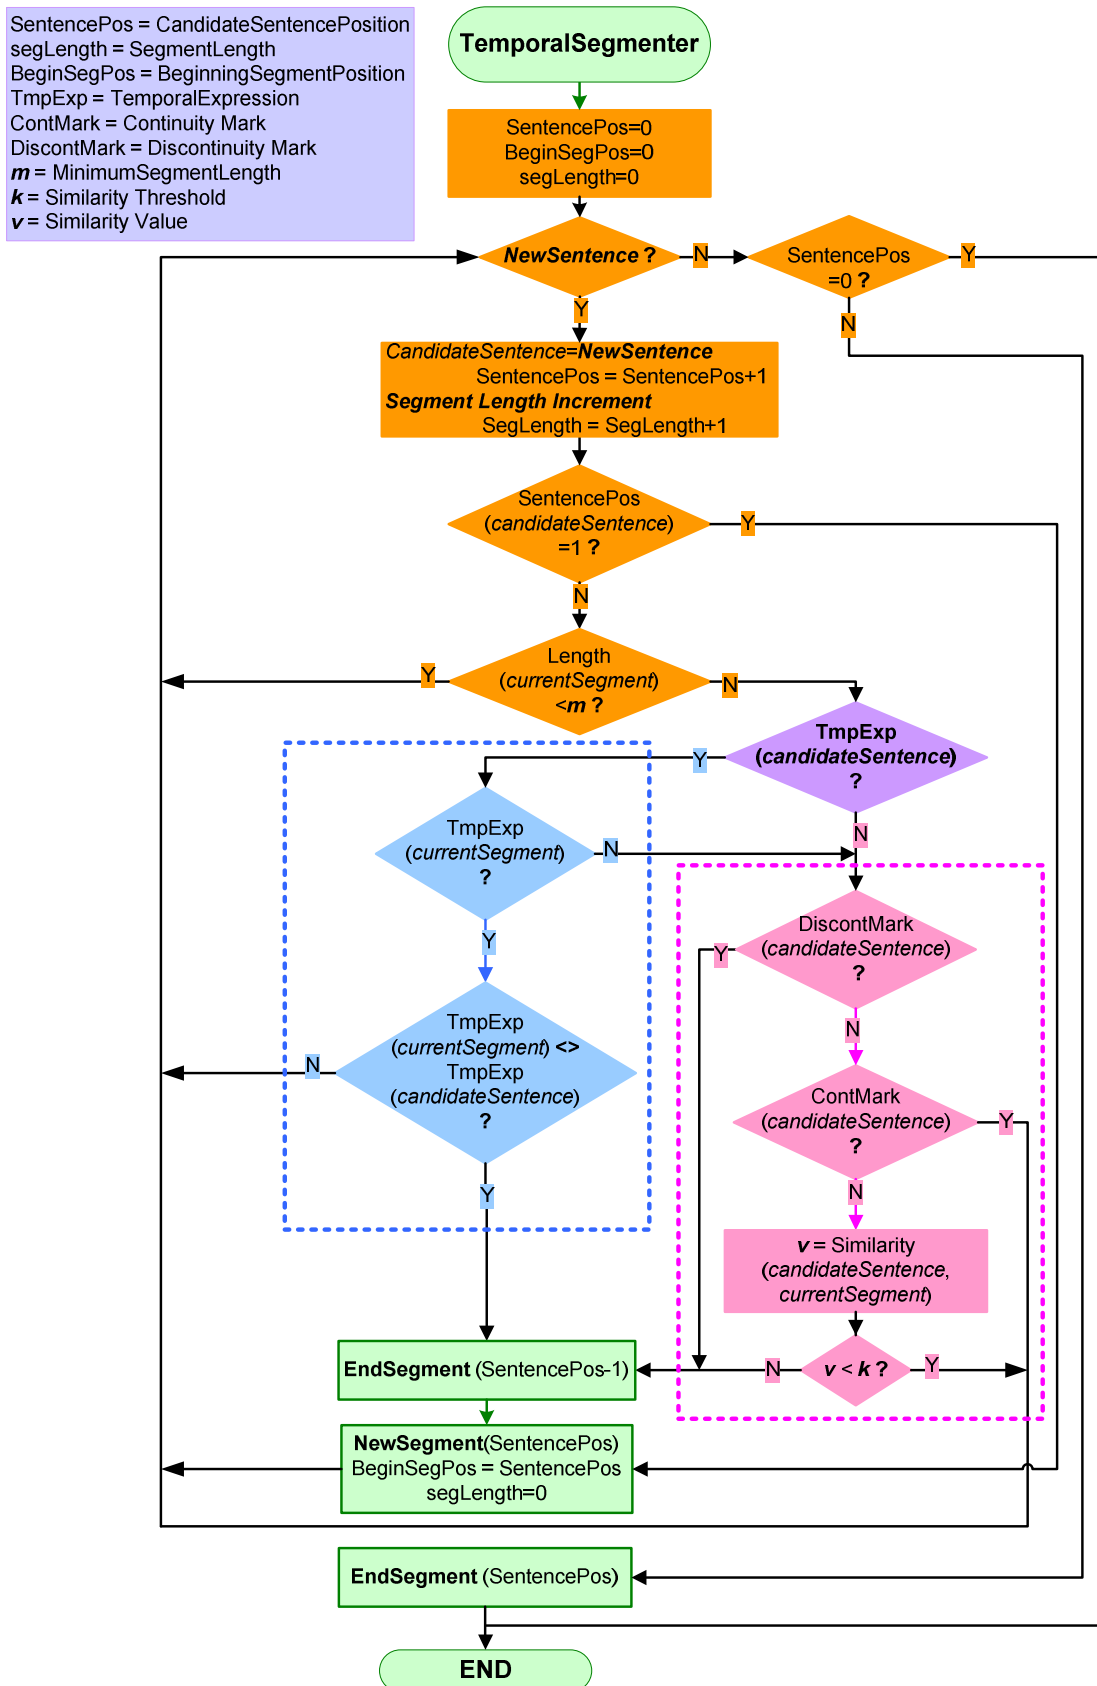 SentencePos = CandidateSentencePosition
segLength = SegmentLength
BeginSegPos = BeginningSegmentPosition
TmpExp = TemporalExpression
ContMark = Continuity Mark
DiscontMark = Discontinuity Mark
m = MinimumSegmentLength
k = Similarity Threshold
v = Similarity Value
TemporalSegmenter
SentencePos=0
BeginSegPos=0
segLength=0
NewSentence ?
N
SentencePos
=0 ?
Y
Y
N
CandidateSentence=NewSentence
SentencePos = SentencePos+1
Segment Length Increment
SegLength = SegLength+1
SentencePos
(candidateSentence)
=1 ?
Y
N
Length
(currentSegment)
<m ?
Y
N
TmpExp
(candidateSentence)
?
Y
N
TmpExp
(currentSegment)
?
N
Y
DiscontMark
(candidateSentence)
?
Y
N
TmpExp
(currentSegment) <>
TmpExp
(candidateSentence)
?
N
Y
ContMark
(candidateSentence)
?
Y
N
v = Similarity
(candidateSentence,
currentSegment)
v < k ?
N
Y
EndSegment (SentencePos-1)
NewSegment(SentencePos)
BeginSegPos = SentencePos
segLength=0
EndSegment (SentencePos)
END